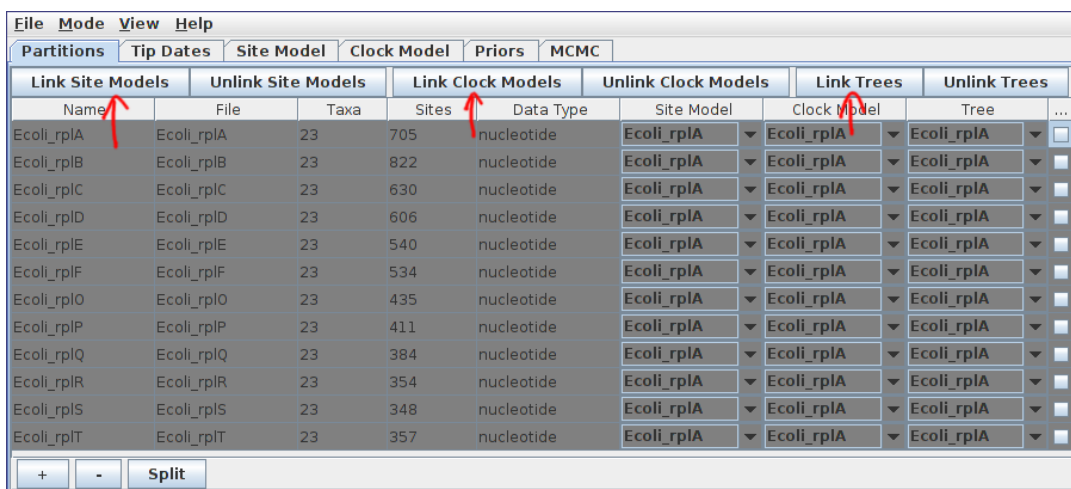 File Mode View Help
Partitions Tip Dates Site Model Clock Model Priors MCMC
Link Site Models Unlink Site Models Link Clock Models Unlink Clock Models Link Trees Unlink Trees
Name File Taxa Sites Data Type Site Model Clock Model Tree ...
Ecoli_rplA Ecoli_rplA 23 705 nucleotide Ecoli_rplA Ecoli_rplA Ecoli_rplA
Ecoli_rplB Ecoli_rplB 23 822 nucleotide Ecoli_rplA Ecoli_rplA Ecoli_rplA
Ecoli_rplC Ecoli_rplC 23 630 nucleotide Ecoli_rplA Ecoli_rplA Ecoli_rplA
Ecoli_rplD Ecoli_rplD 23 606 nucleotide Ecoli_rplA Ecoli_rplA Ecoli_rplA
Ecoli_rplE Ecoli_rplE 23 540 nucleotide Ecoli_rplA Ecoli_rplA Ecoli_rplA
Ecoli_rplF Ecoli_rplF 23 534 nucleotide Ecoli_rplA Ecoli_rplA Ecoli_rplA
Ecoli_rplO Ecoli_rplO 23 435 nucleotide Ecoli_rplA Ecoli_rplA Ecoli_rplA
Ecoli_rplP Ecoli_rplP 23 411 nucleotide Ecoli_rplA Ecoli_rplA Ecoli_rplA
Ecoli_rplQ Ecoli_rplQ 23 384 nucleotide Ecoli_rplA Ecoli_rplA Ecoli_rplA
Ecoli_rplR Ecoli_rplR 23 354 nucleotide Ecoli_rplA Ecoli_rplA Ecoli_rplA
Ecoli_rplS Ecoli_rplS 23 348 nucleotide Ecoli_rplA Ecoli_rplA Ecoli_rplA
Ecoli_rplT Ecoli_rplT 23 357 nucleotide Ecoli_rplA Ecoli_rplA Ecoli_rplA
+ - Split